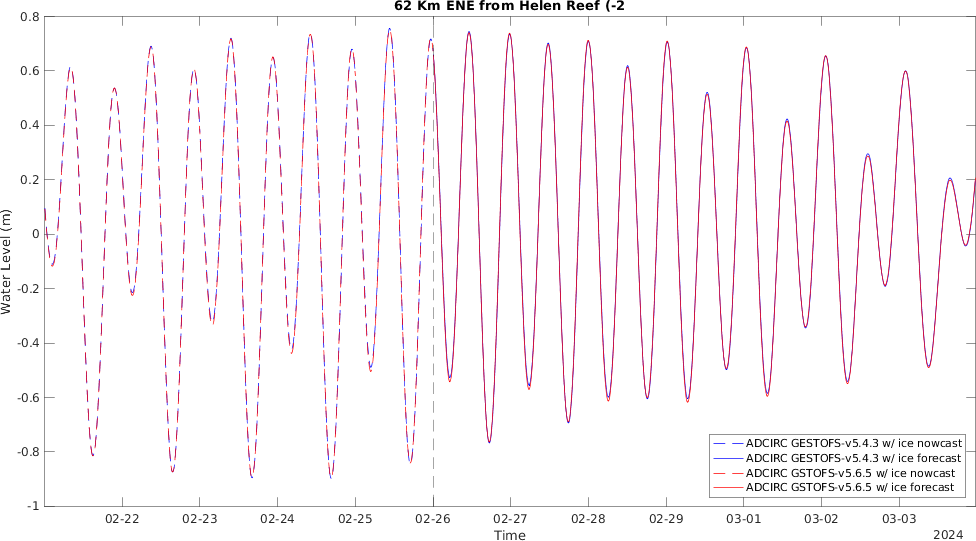 62 Km ENE from Helen Reef (-2
0.8
0.6
0.4
0.2
0
-0.2
-0.4
-0.6
-0.8
-1
Water Level (m)
ADCIRC GESTOFS-v5.4.3 w/ ice nowcast
ADCIRC GESTOFS-v5.4.3 w/ ice forecast
ADCIRC GSTOFS-v5.6.5 w/ ice nowcast
ADCIRC GSTOFS-v5.6.5 w/ ice forecast
02-22 02-23 02-24 02-25 02-26 02-27 02-28 02-29 03-01 03-02 03-03
Time
2024